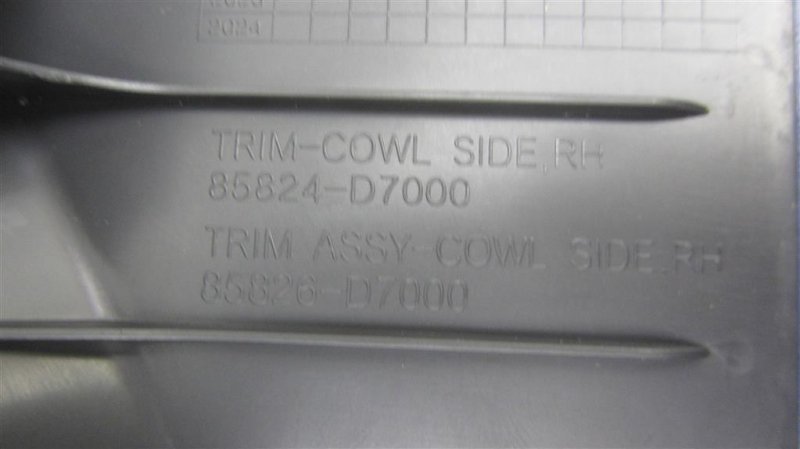 2024
TRIM-COWL SIDE,RH
85824-D7000
TRIM ASSY-COWL SIDE,RH
85826-D7000